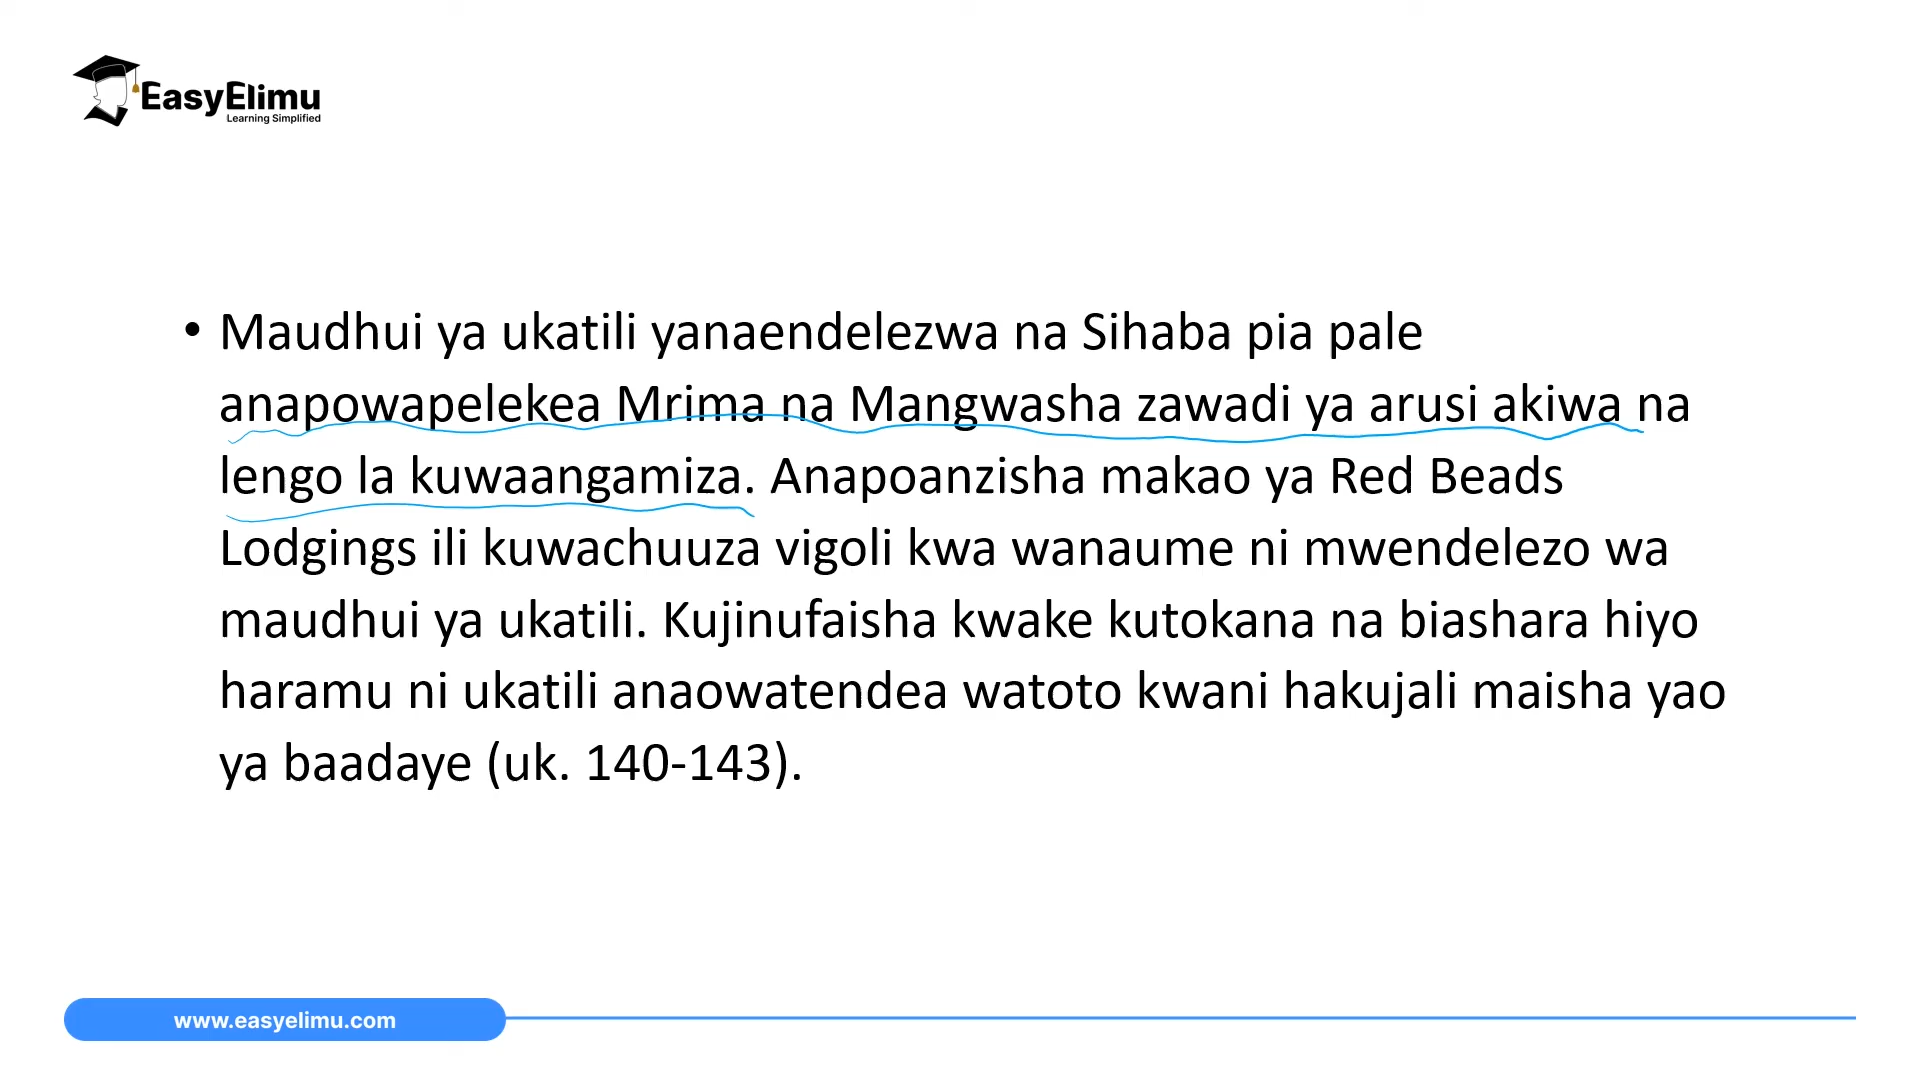 EasyElimu
Learning Simplified
• Maudhui ya ukatili yanaendelezwa na Sihaba pia pale
anapowapelekea Mrima na Mangwasha zawadi ya arusi akiwa na
lengo la kuwaangamiza. Anapoanzisha makao ya Red Beads
Lodgings ili kuwachuuza vigoli kwa wanaume ni mwendelezo wa
maudhui ya ukatili. Kujinufaisha kwake kutokana na biashara hiyo
haramu ni ukatili anaowatendea watoto kwani hakujali maisha yao
ya baadaye (uk. 140-143).
www.easyelimu.com